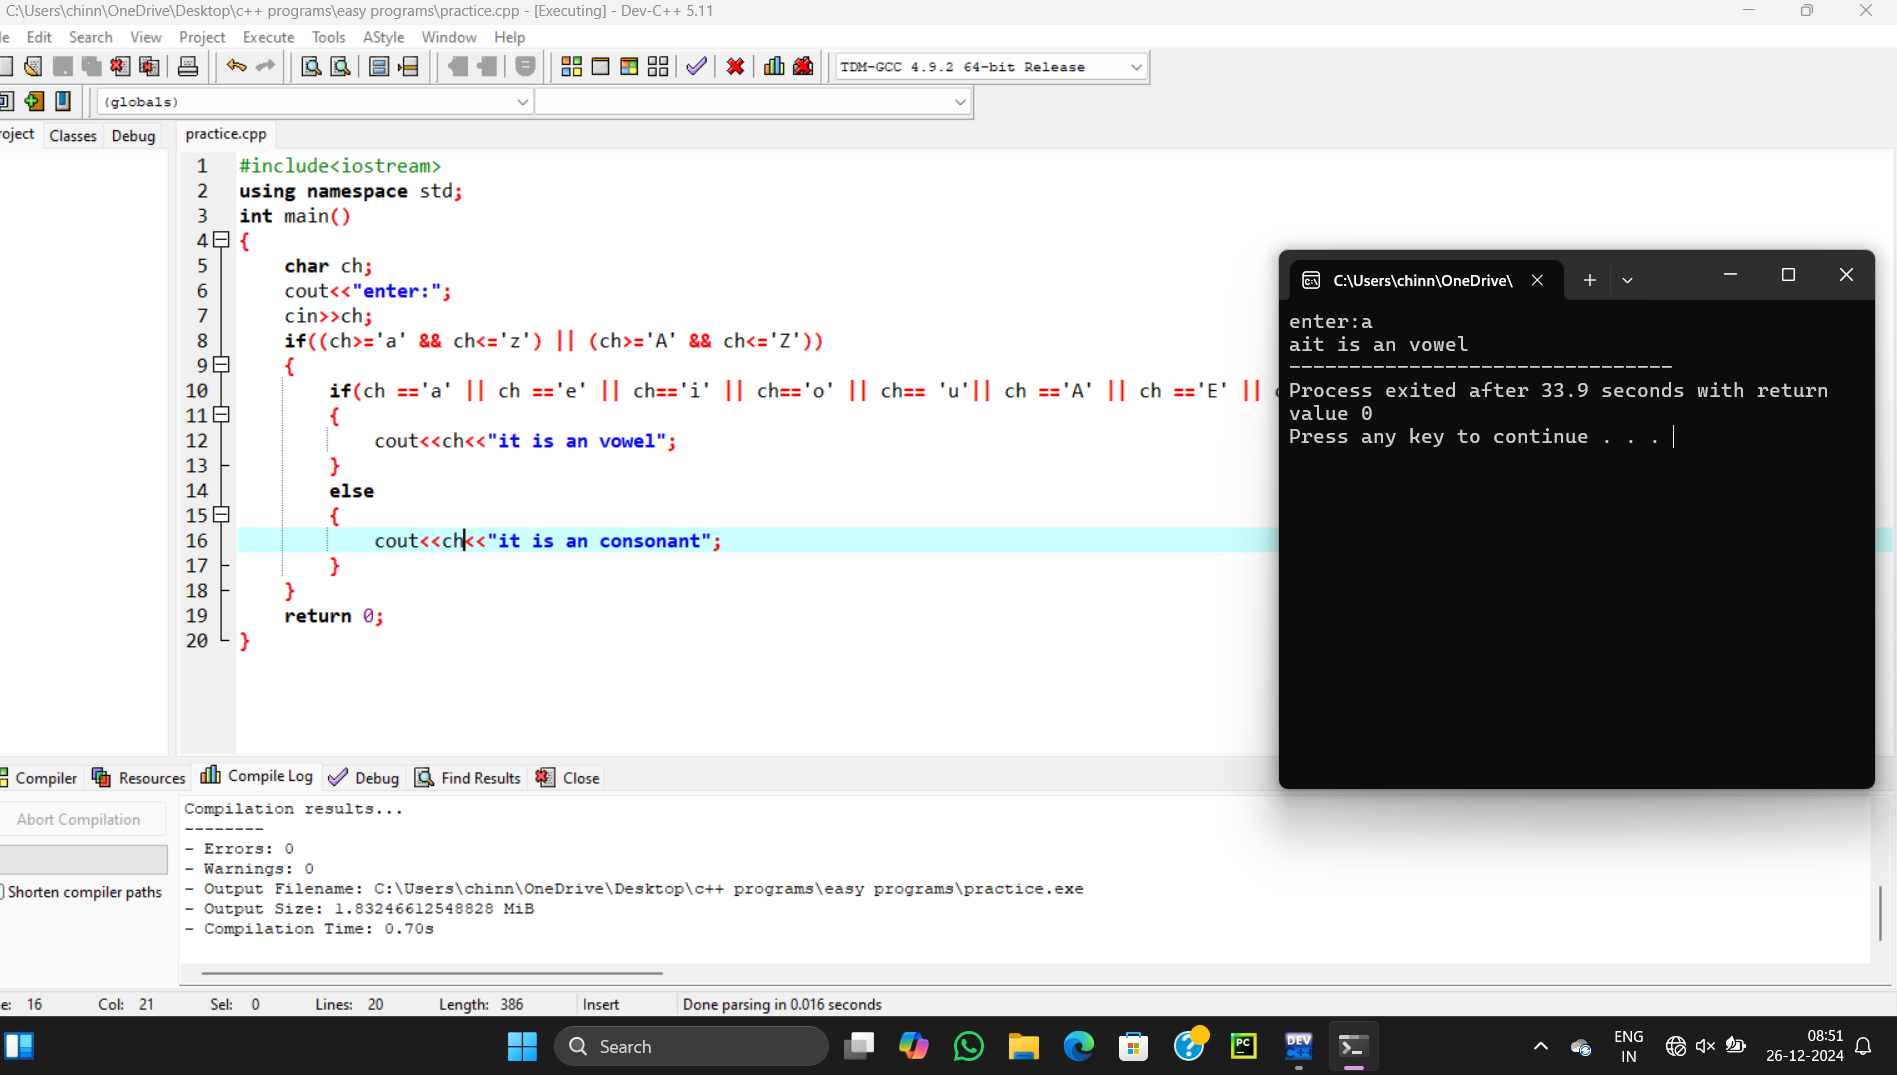 C:\Users\chinn\OneDrive\Desktop\c++ programs\easy programs\practice.cpp - [Executing] - Dev-C++ 5.11
Edit Search View Project Execute Tools AStyle Window Help
TDM-GCC 4.9.2 64-bit Release
(globals)
Classes Debug practice.cpp
1 #include<iostream>
2 using namespace std;
3 int main()
4 {
5 char ch;
6 cout<<"enter:";
7 cin>>ch;
8 if((ch>='a' && ch<='z') || (ch>='A' && ch<='Z'))
9 {
10 if(ch =='a' || ch =='e' || ch=='i' || ch=='o' || ch== 'u'|| ch =='A' || ch =='E' ||
11 {
12 cout<<ch<<"it is an vowel";
13 }
14 else
15 {
16 cout<<ch<<"it is an consonant";
17 }
18 }
19 return 0;
20 }
C:\Users\chinn\OneDrive\
enter:a
ait is an vowel
--------------------------------
Process exited after 33.9 seconds with return
value 0
Press any key to continue . . .
Compiler Resources Compile Log Debug Find Results Close
Abort Compilation
Shorten compiler paths
Compilation results...
--------
- Errors: 0
- Warnings: 0
- Output Filename: C:\Users\chinn\OneDrive\Desktop\c++ programs\easy programs\practice.exe
- Output Size: 1.83246612548828 MiB
- Compilation Time: 0.70s
16 Col: 21 Sel: 0 Lines: 20 Length: 386 Insert Done parsing in 0.016 seconds
Search
PC
DEV C++
ENG
IN
08:51
26-12-2024